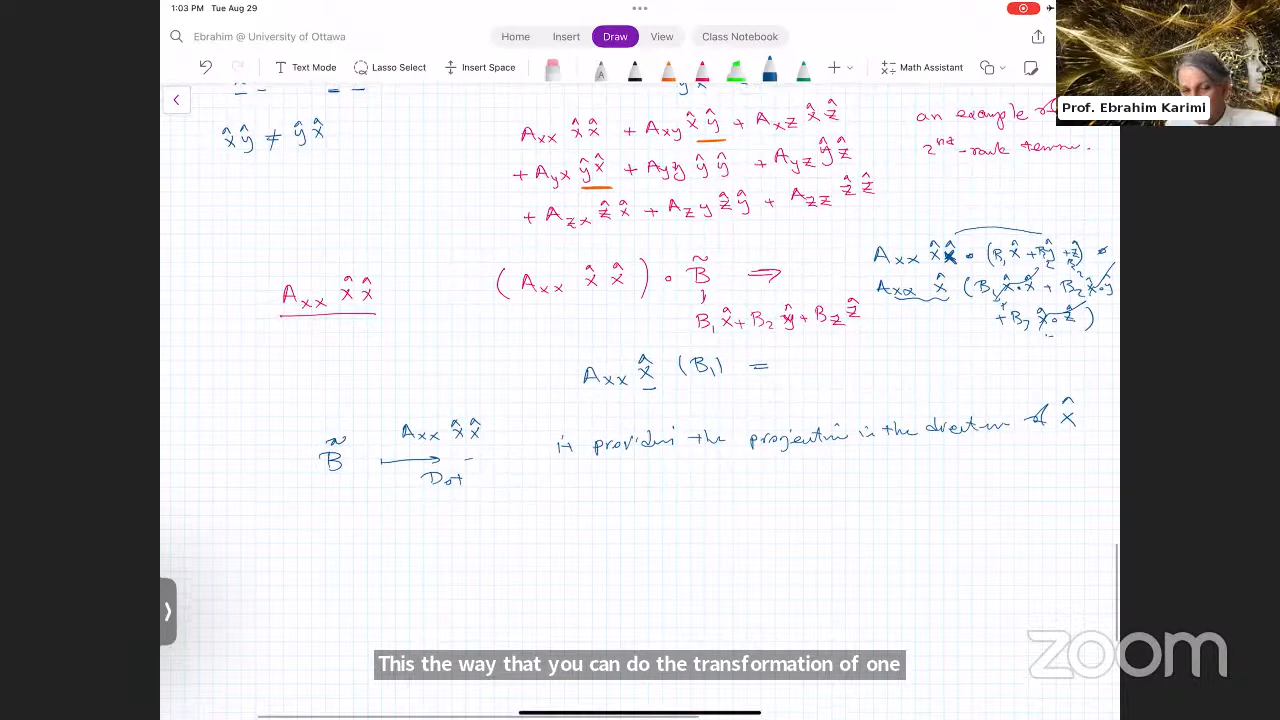 1:03 PM Tue Aug 29
Ebrahim @ University of Ottawa
Home Insert Draw View Class Notebook
Text Mode Lasso Select Insert Space Math Assistant
Prof. Ebrahim Karimi
x̂ŷ ≠ ŷx̂
Axx x̂x̂ + Axy x̂ŷ + Axz x̂ẑ
+ Ayx ŷx̂ + Ayy ŷŷ + Ayz ŷẑ
+ Azx ẑx̂ + Azy ẑŷ + Azz ẑẑ
an example of
2nd-rank tensor.
Axx x̂x̂
(Axx x̂x̂) · B̃ ⇒
B1 x̂ + B2 ŷ + Bz ẑ
Axx x̂x̂ · (B1 x̂ + B2 ŷ + ẑ)
Axx x̂ (B1 x̂·x̂ + B2 x̂·ŷ
+ Bz x̂·ẑ)
Axx x̂ (B1) =
B̃ Axx x̂x̂
Dot
it provides the projection in the direction of x̂
This the way that you can do the transformation of one
zoom